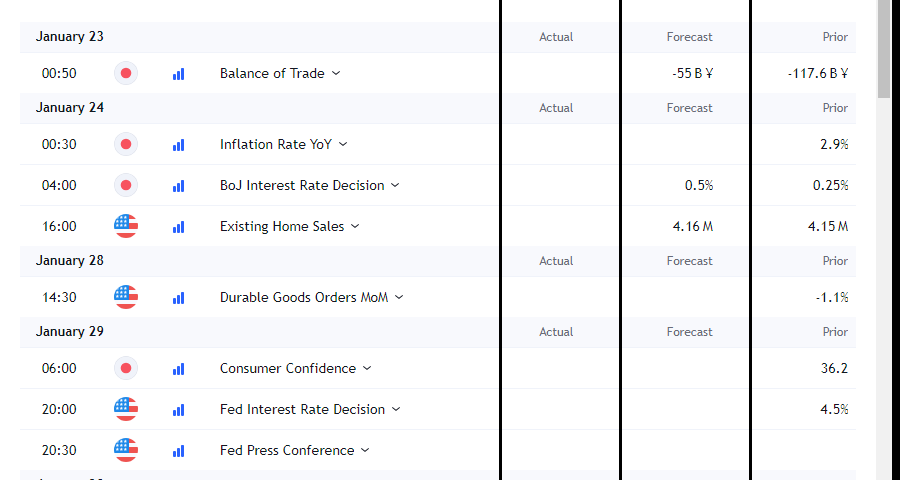 January 23 Actual Forecast Prior
00:50 Balance of Trade -55 B ¥ -117.6 B ¥
January 24 Actual Forecast Prior
00:30 Inflation Rate YoY 2.9%
04:00 BoJ Interest Rate Decision 0.5% 0.25%
16:00 Existing Home Sales 4.16 M 4.15 M
January 28 Actual Forecast Prior
14:30 Durable Goods Orders MoM -1.1%
January 29 Actual Forecast Prior
06:00 Consumer Confidence 36.2
20:00 Fed Interest Rate Decision 4.5%
20:30 Fed Press Conference